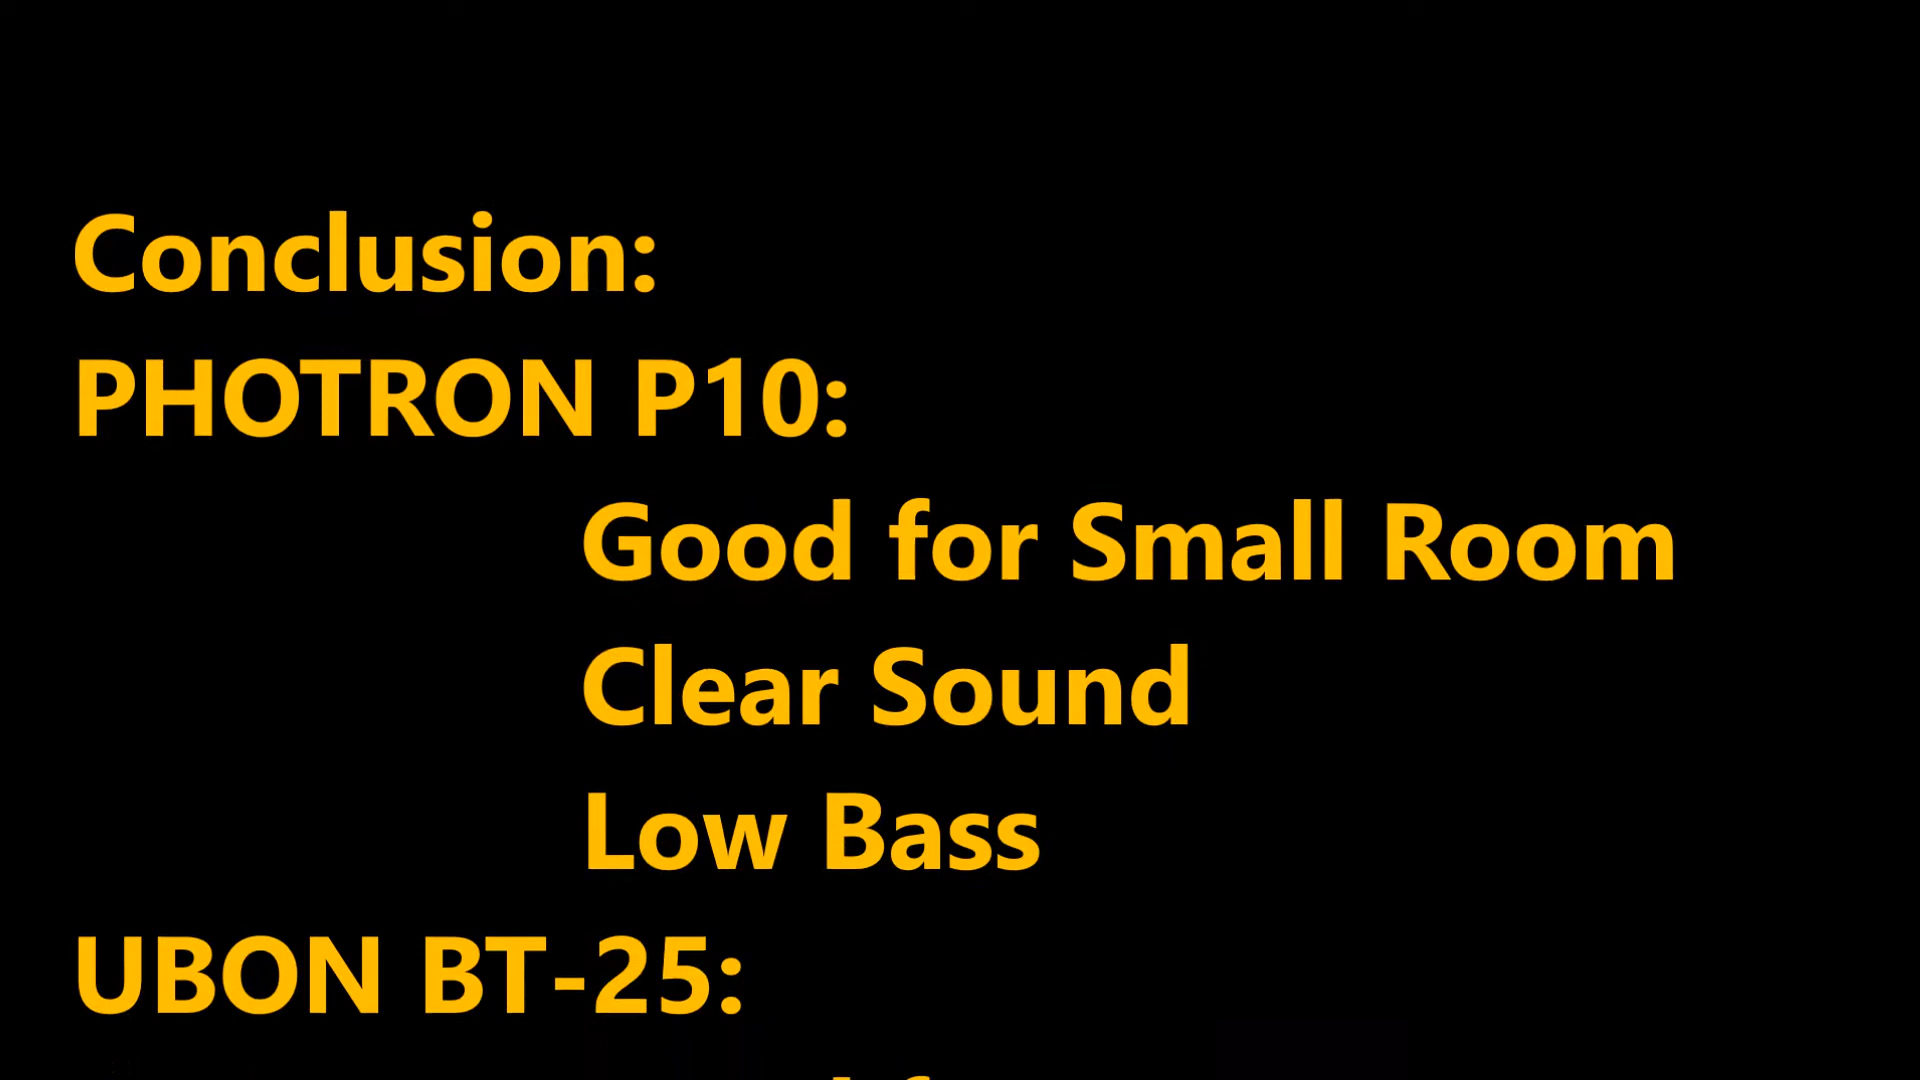 Conclusion:
PHOTRON P10:
Good for Small Room
Clear Sound
Low Bass
UBON BT-25: